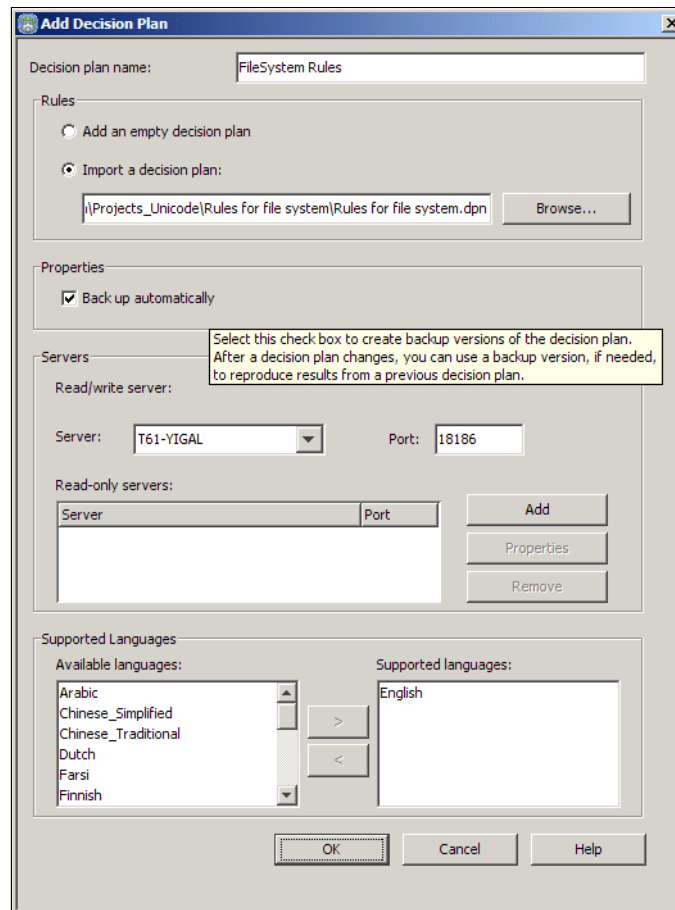 Add Decision Plan
Decision plan name: FileSystem Rules
Rules
Add an empty decision plan
Import a decision plan:
\Projects_Unicode\Rules for file system\Rules for file system.dpn Browse...
Properties
Back up automatically
Select this check box to create backup versions of the decision plan.
After a decision plan changes, you can use a backup version, if needed,
to reproduce results from a previous decision plan.
Servers
Read/write server:
Server: T61-YIGAL Port: 18186
Read-only servers:
Server Port
Add
Properties
Remove
Supported Languages
Available languages:
Arabic
Chinese_Simplified
Chinese_Traditional
Dutch
Farsi
Finnish
>
<
Supported languages:
English
OK Cancel Help